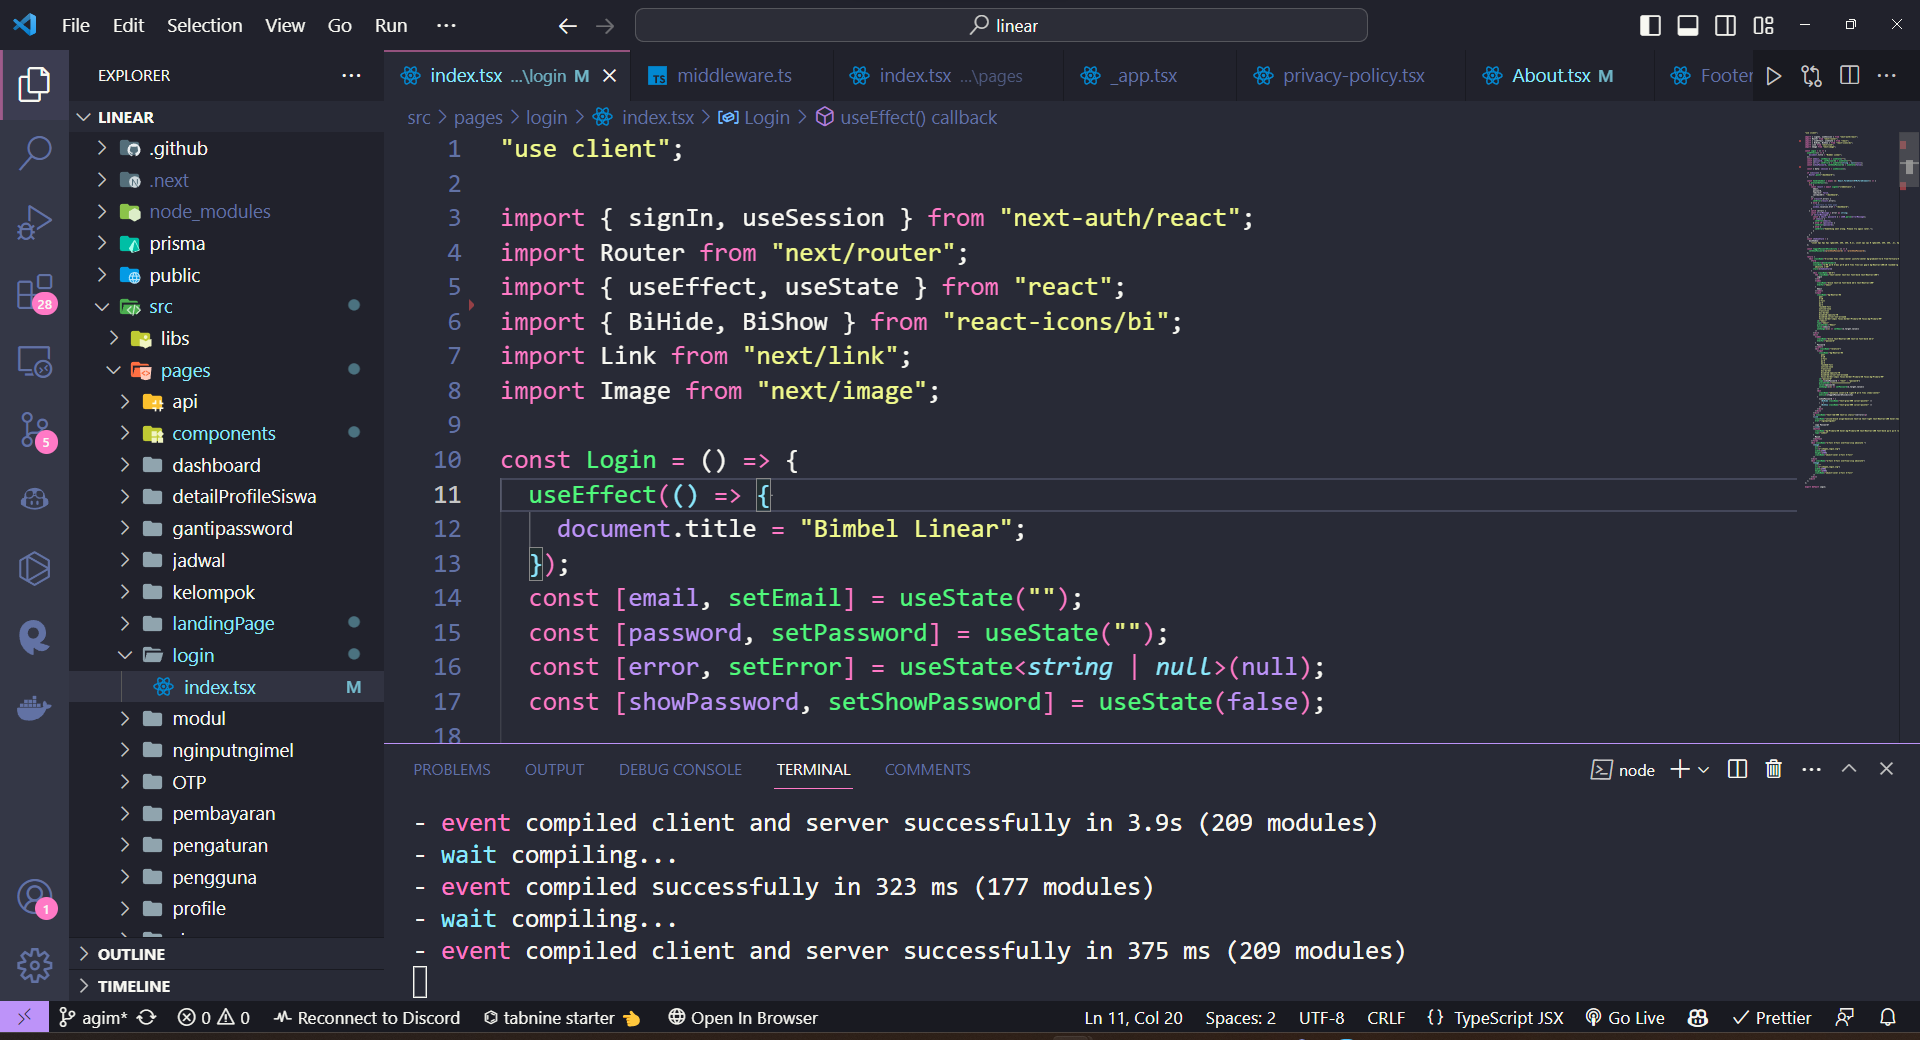 File Edit Selection View Go Run ··· linear
EXPLORER ···
LINEAR
.github
.next
node_modules
prisma
public
src
libs
pages
api
components
dashboard
detailProfileSiswa
gantipassword
jadwal
kelompok
landingPage
login
index.tsx M
modul
nginputngimel
OTP
pembayaran
pengaturan
pengguna
profile
OUTLINE
TIMELINE
28
5
1
index.tsx ...\login M middleware.ts index.tsx ...\pages _app.tsx privacy-policy.tsx About.tsx M Footer
src > pages > login > index.tsx > Login > useEffect() callback
1 "use client";
2
3 import { signIn, useSession } from "next-auth/react";
4 import Router from "next/router";
5 import { useEffect, useState } from "react";
6 import { BiHide, BiShow } from "react-icons/bi";
7 import Link from "next/link";
8 import Image from "next/image";
9
10 const Login = () => {
11 useEffect(() => {
12 document.title = "Bimbel Linear";
13 });
14 const [email, setEmail] = useState("");
15 const [password, setPassword] = useState("");
16 const [error, setError] = useState<string | null>(null);
17 const [showPassword, setShowPassword] = useState(false);
18
PROBLEMS OUTPUT DEBUG CONSOLE TERMINAL COMMENTS node
- event compiled client and server successfully in 3.9s (209 modules)
- wait compiling...
- event compiled successfully in 323 ms (177 modules)
- wait compiling...
- event compiled client and server successfully in 375 ms (209 modules)
agim* 0 0 Reconnect to Discord tabnine starter Open In Browser Ln 11, Col 20 Spaces: 2 UTF-8 CRLF {} TypeScript JSX Go Live Prettier